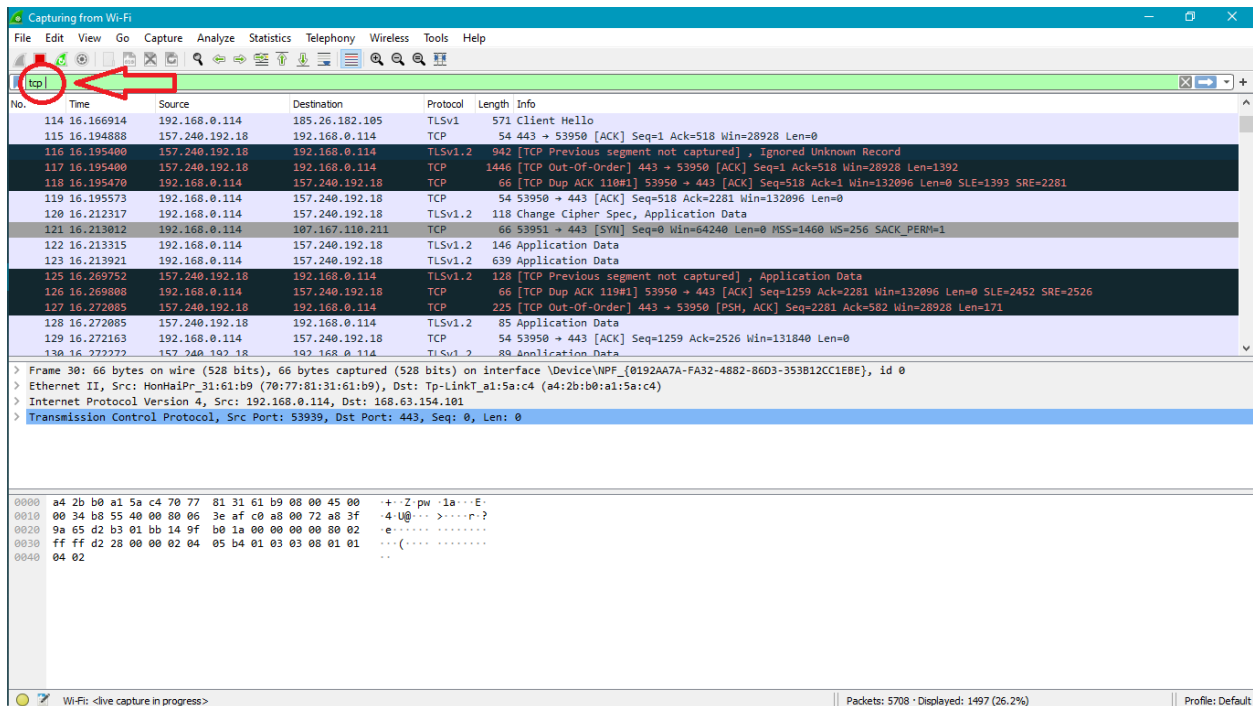 Capturing from Wi-Fi
File Edit View Go Capture Analyze Statistics Telephony Wireless Tools Help
tcp
No. Time Source Destination Protocol Length Info
114 16.166914 192.168.0.114 185.26.182.105 TLSv1 571 Client Hello
115 16.194888 157.240.192.18 192.168.0.114 TCP 54 443 → 53950 [ACK] Seq=1 Ack=518 Win=28928 Len=0
116 16.195400 157.240.192.18 192.168.0.114 TLSv1.2 942 [TCP Previous segment not captured] , Ignored Unknown Record
117 16.195400 157.240.192.18 192.168.0.114 TCP 1446 [TCP Out-Of-Order] 443 → 53950 [ACK] Seq=1 Ack=518 Win=28928 Len=1392
118 16.195470 192.168.0.114 157.240.192.18 TCP 66 [TCP Dup ACK 110#1] 53950 → 443 [ACK] Seq=518 Ack=1 Win=132096 Len=0 SLE=1393 SRE=2281
119 16.195573 192.168.0.114 157.240.192.18 TCP 54 53950 → 443 [ACK] Seq=518 Ack=2281 Win=132096 Len=0
120 16.212317 192.168.0.114 157.240.192.18 TLSv1.2 118 Change Cipher Spec, Application Data
121 16.213012 192.168.0.114 107.167.110.211 TCP 66 53951 → 443 [SYN] Seq=0 Win=64240 Len=0 MSS=1460 WS=256 SACK_PERM=1
122 16.213315 192.168.0.114 157.240.192.18 TLSv1.2 146 Application Data
123 16.213921 192.168.0.114 157.240.192.18 TLSv1.2 639 Application Data
125 16.269752 157.240.192.18 192.168.0.114 TLSv1.2 128 [TCP Previous segment not captured] , Application Data
126 16.269808 192.168.0.114 157.240.192.18 TCP 66 [TCP Dup ACK 119#1] 53950 → 443 [ACK] Seq=1259 Ack=2281 Win=132096 Len=0 SLE=2452 SRE=2526
127 16.272085 157.240.192.18 192.168.0.114 TCP 225 [TCP Out-Of-Order] 443 → 53950 [PSH, ACK] Seq=2281 Ack=582 Win=28928 Len=171
128 16.272085 157.240.192.18 192.168.0.114 TLSv1.2 85 Application Data
129 16.272163 192.168.0.114 157.240.192.18 TCP 54 53950 → 443 [ACK] Seq=1259 Ack=2526 Win=131840 Len=0
130 16.272272 157.240.192.18 192.168.0.114 TLSv1.2 89 Application Data
> Frame 30: 66 bytes on wire (528 bits), 66 bytes captured (528 bits) on interface \Device\NPF_{0192AA7A-FA32-4882-86D3-353B12CC1EBE}, id 0
> Ethernet II, Src: HonHaiPr_31:61:b9 (70:77:81:31:61:b9), Dst: Tp-LinkT_a1:5a:c4 (a4:2b:b0:a1:5a:c4)
> Internet Protocol Version 4, Src: 192.168.0.114, Dst: 168.63.154.101
> Transmission Control Protocol, Src Port: 53939, Dst Port: 443, Seq: 0, Len: 0
0000 a4 2b b0 a1 5a c4 70 77 81 31 61 b9 08 00 45 00 ·+··Z·pw ·1a···E·
0010 00 34 b8 55 40 00 80 06 3e af c0 a8 00 72 a8 3f ·4·U@··· >····r·?
0020 9a 65 d2 b3 01 bb 14 9f b0 1a 00 00 00 00 80 02 ·e······ ········
0030 ff ff d2 28 00 00 02 04 05 b4 01 03 03 08 01 01 ···(···· ········
0040 04 02 ··
Wi-Fi: <live capture in progress> Packets: 5708 · Displayed: 1497 (26.2%) Profile: Default